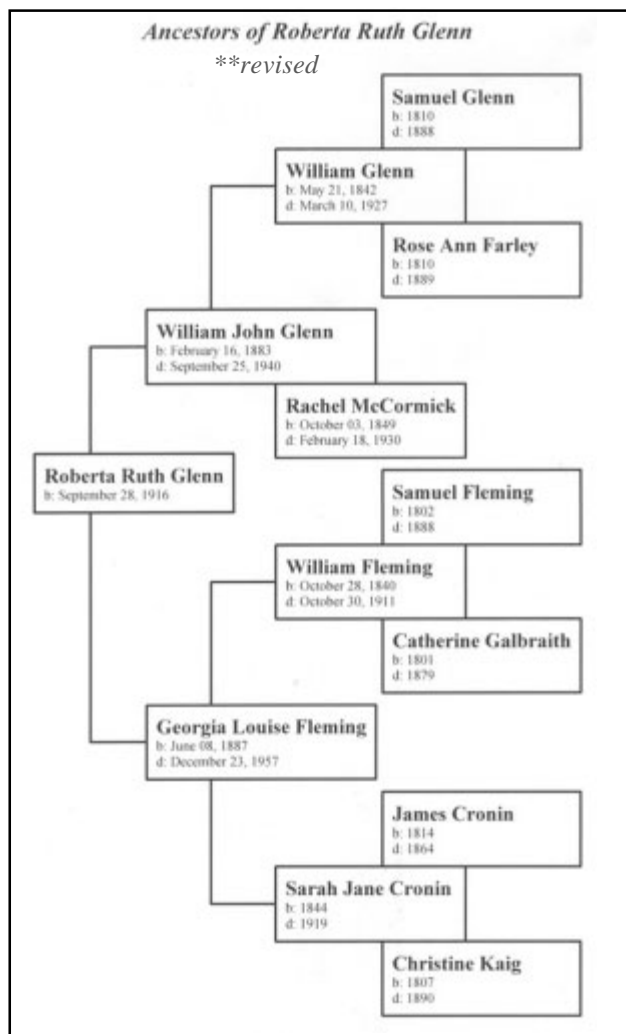 Ancestors of Roberta Ruth Glenn
**revised
Samuel Glenn
b: 1810
d: 1888
William Glenn
b: May 21, 1842
d: March 10, 1927
Rose Ann Farley
b: 1810
d: 1889
William John Glenn
b: February 16, 1883
d: September 25, 1940
Rachel McCormick
b: October 03, 1849
d: February 18, 1930
Roberta Ruth Glenn
b: September 28, 1916
Samuel Fleming
b: 1802
d: 1888
William Fleming
b: October 28, 1840
d: October 30, 1911
Catherine Galbraith
b: 1801
d: 1879
Georgia Louise Fleming
b: June 08, 1887
d: December 23, 1957
James Cronin
b: 1814
d: 1864
Sarah Jane Cronin
b: 1844
d: 1919
Christine Kaig
b: 1807
d: 1890